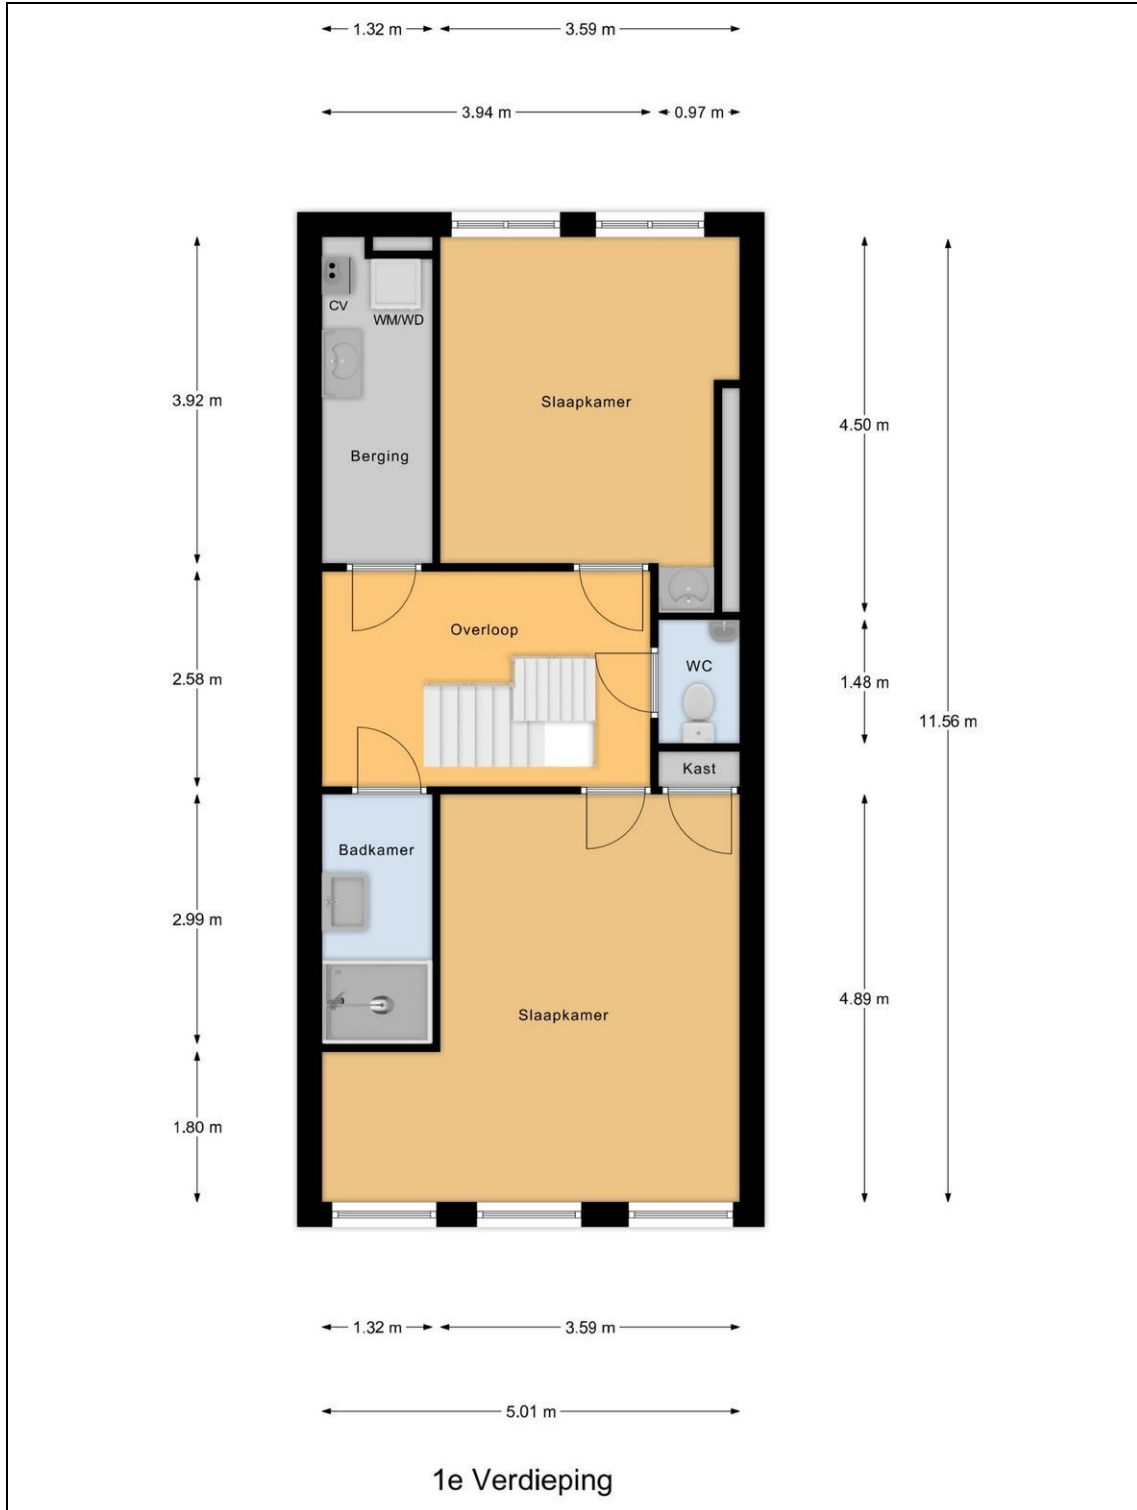 1.32 m
3.59 m
3.94 m
0.97 m
CV
WM/WD
3.92 m
Slaapkamer
4.50 m
Berging
Overloop
WC
2.58 m
1.48 m
11.56 m
Kast
Badkamer
2.99 m
4.89 m
Slaapkamer
1.80 m
1.32 m
3.59 m
5.01 m
1e Verdieping